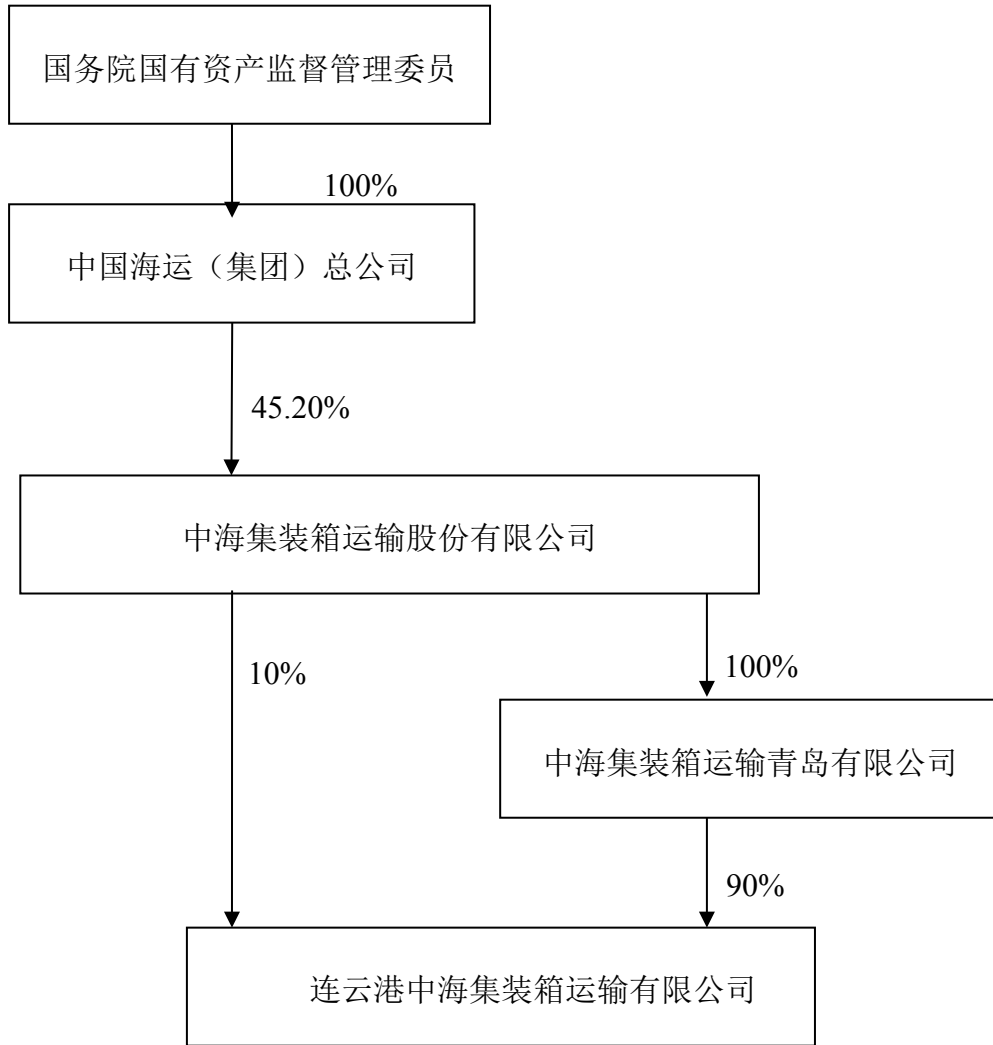 国务院国有资产监督管理委员
100%
中国海运（集团）总公司
45.20%
中海集装箱运输股份有限公司
10%
100%
中海集装箱运输青岛有限公司
90%
连云港中海集装箱运输有限公司